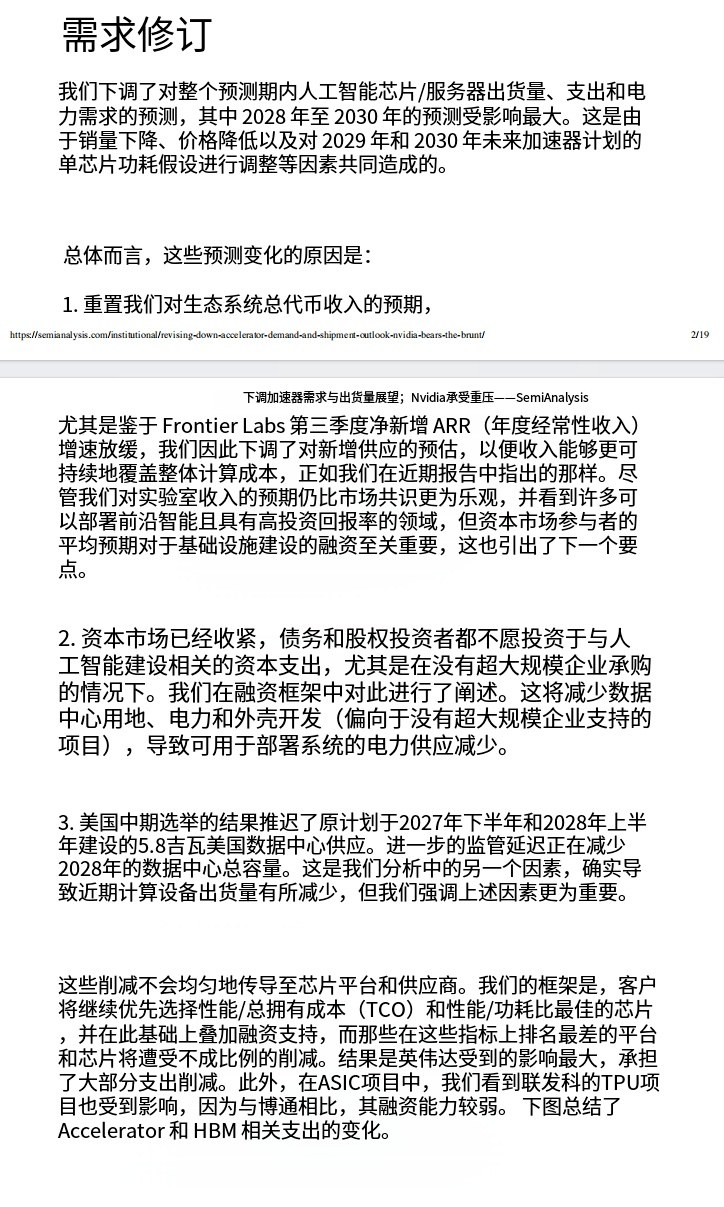 需求修订
我们下调了对整个预测期内人工智能芯片/服务器出货量、支出和电
力需求的预测，其中 2028 年至 2030 年的预测受影响最大。这是由
于销量下降、价格降低以及对 2029 年和 2030 年未来加速器计划的
单芯片功耗假设进行调整等因素共同造成的。
总体而言，这些预测变化的原因是：
1. 重置我们对生态系统总代币收入的预期，
https://semianalysis.com/institutional/revising-down-accelerator-demand-and-shipment-outlook-nvidia-bears-the-brunt/ 2/19
下调加速器需求与出货量展望；Nvidia承受重压——SemiAnalysis
尤其是鉴于 Frontier Labs 第三季度净新增 ARR（年度经常性收入）
增速放缓，我们因此下调了对新增供应的预估，以便收入能够更可
持续地覆盖整体计算成本，正如我们在近期报告中指出的那样。尽
管我们对实验室收入的预期仍比市场共识更为乐观，并看到许多可
以部署前沿智能且具有高投资回报率的领域，但资本市场参与者的
平均预期对于基础设施建设的融资至关重要，这也引出了下一个要
点。
2. 资本市场已经收紧，债务和股权投资者都不愿投资于与人
工智能建设相关的资本支出，尤其是在没有超大规模企业承购
的情况下。我们在融资框架中对此进行了阐述。这将减少数据
中心用地、电力和外壳开发（偏向于没有超大规模企业支持的
项目），导致可用于部署系统的电力供应减少。
3. 美国中期选举的结果推迟了原计划于2027年下半年和2028年上半
年建设的5.8吉瓦美国数据中心供应。进一步的监管延迟正在减少
2028年的数据中心总容量。这是我们分析中的另一个因素，确实导
致近期计算设备出货量有所减少，但我们强调上述因素更为重要。
这些削减不会均匀地传导至芯片平台和供应商。我们的框架是，客户
将继续优先选择性能/总拥有成本（TCO）和性能/功耗比最佳的芯片
，并在此基础上叠加融资支持，而那些在这些指标上排名最差的平台
和芯片将遭受不成比例的削减。结果是英伟达受到的影响最大，承担
了大部分支出削减。此外，在ASIC项目中，我们看到联发科的TPU项
目也受到影响，因为与博通相比，其融资能力较弱。 下图总结了
Accelerator 和 HBM 相关支出的变化。